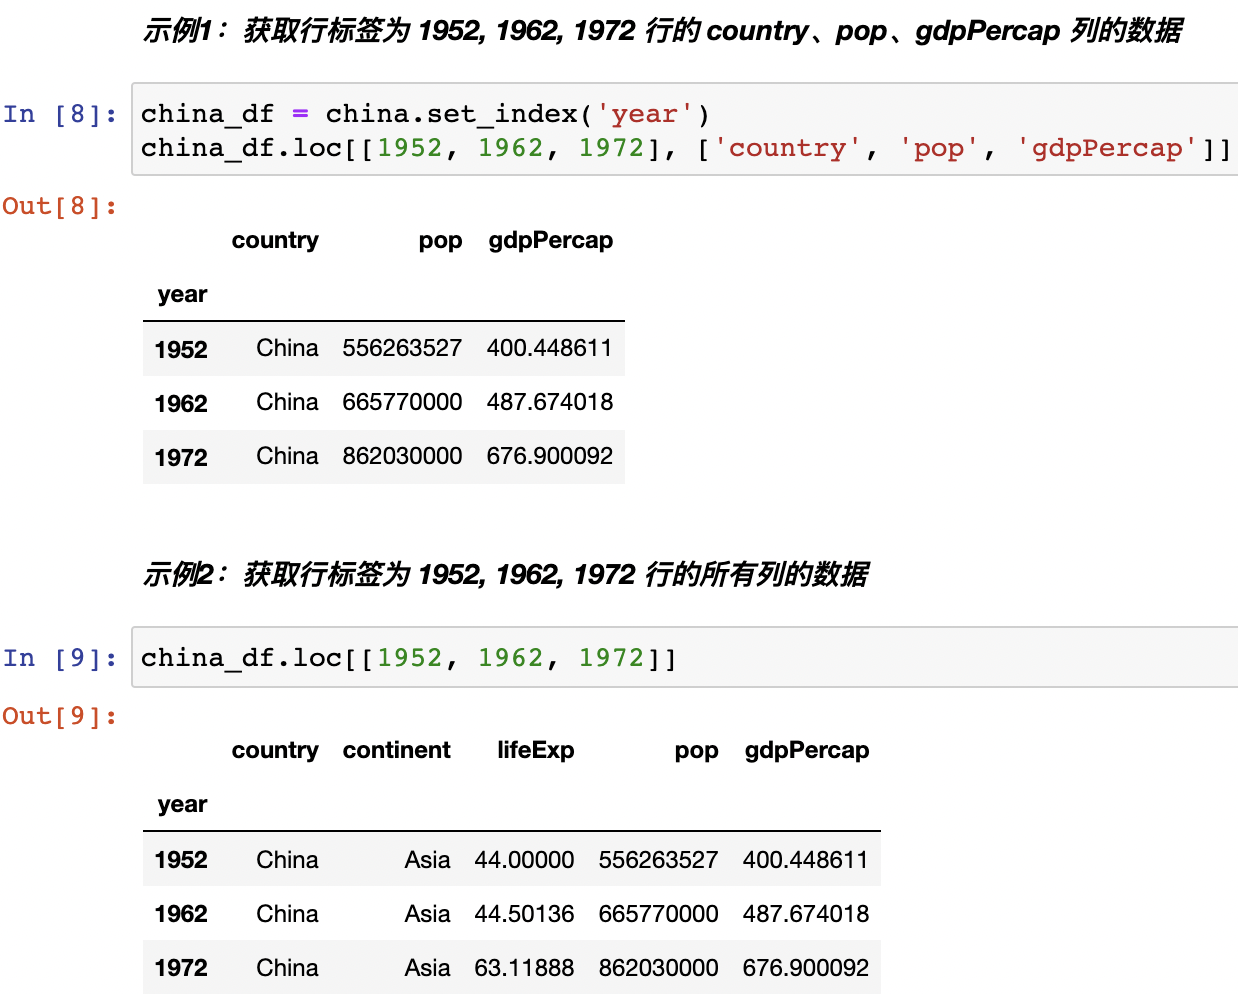 示例1：获取行标签为 1952, 1962, 1972 行的 country、pop、gdpPercap 列的数据
In [8]: china_df = china.set_index('year')
china_df.loc[[1952, 1962, 1972], ['country', 'pop', 'gdpPercap']]
Out[8]:
country pop gdpPercap
year
1952 China 556263527 400.448611
1962 China 665770000 487.674018
1972 China 862030000 676.900092
示例2：获取行标签为 1952, 1962, 1972 行的所有列的数据
In [9]: china_df.loc[[1952, 1962, 1972]]
Out[9]:
country continent lifeExp pop gdpPercap
year
1952 China Asia 44.00000 556263527 400.448611
1962 China Asia 44.50136 665770000 487.674018
1972 China Asia 63.11888 862030000 676.900092